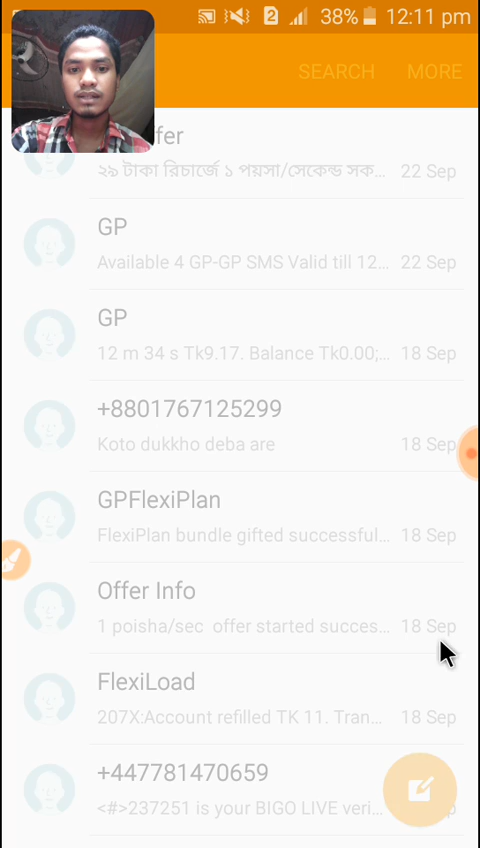 38% 12:11 pm
2
SEARCH MORE
fer
২৯ টাকা রিচার্জে ১ পয়সা/সেকেন্ড সক... 22 Sep
GP
Available 4 GP-GP SMS Valid till 12... 22 Sep
GP
12 m 34 s Tk9.17. Balance Tk0.00;... 18 Sep
+8801767125299
Koto dukkho deba are 18 Sep
GPFlexiPlan
FlexiPlan bundle gifted successful... 18 Sep
Offer Info
1 poisha/sec offer started succes... 18 Sep
FlexiLoad
207X:Account refilled TK 11. Tran... 18 Sep
+447781470659
<#>237251 is your BIGO LIVE veri...